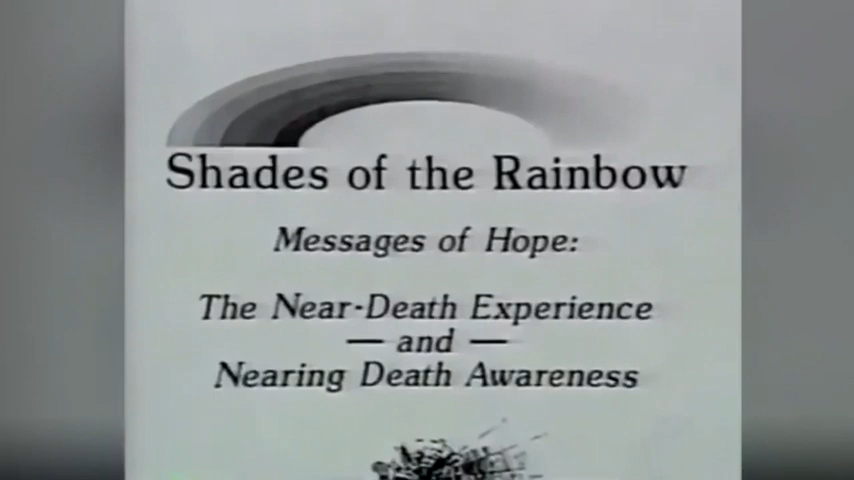 Shades of the Rainbow
Messages of Hope:
The Near-Death Experience
— and —
Nearing Death Awareness